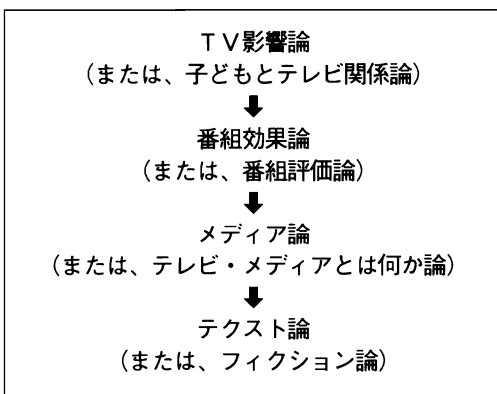 ＴＶ影響論
（または、子どもとテレビ関係論）
⬇
番組効果論
（または、番組評価論）
⬇
メディア論
（または、テレビ・メディアとは何か論）
⬇
テクスト論
（または、フィクション論）